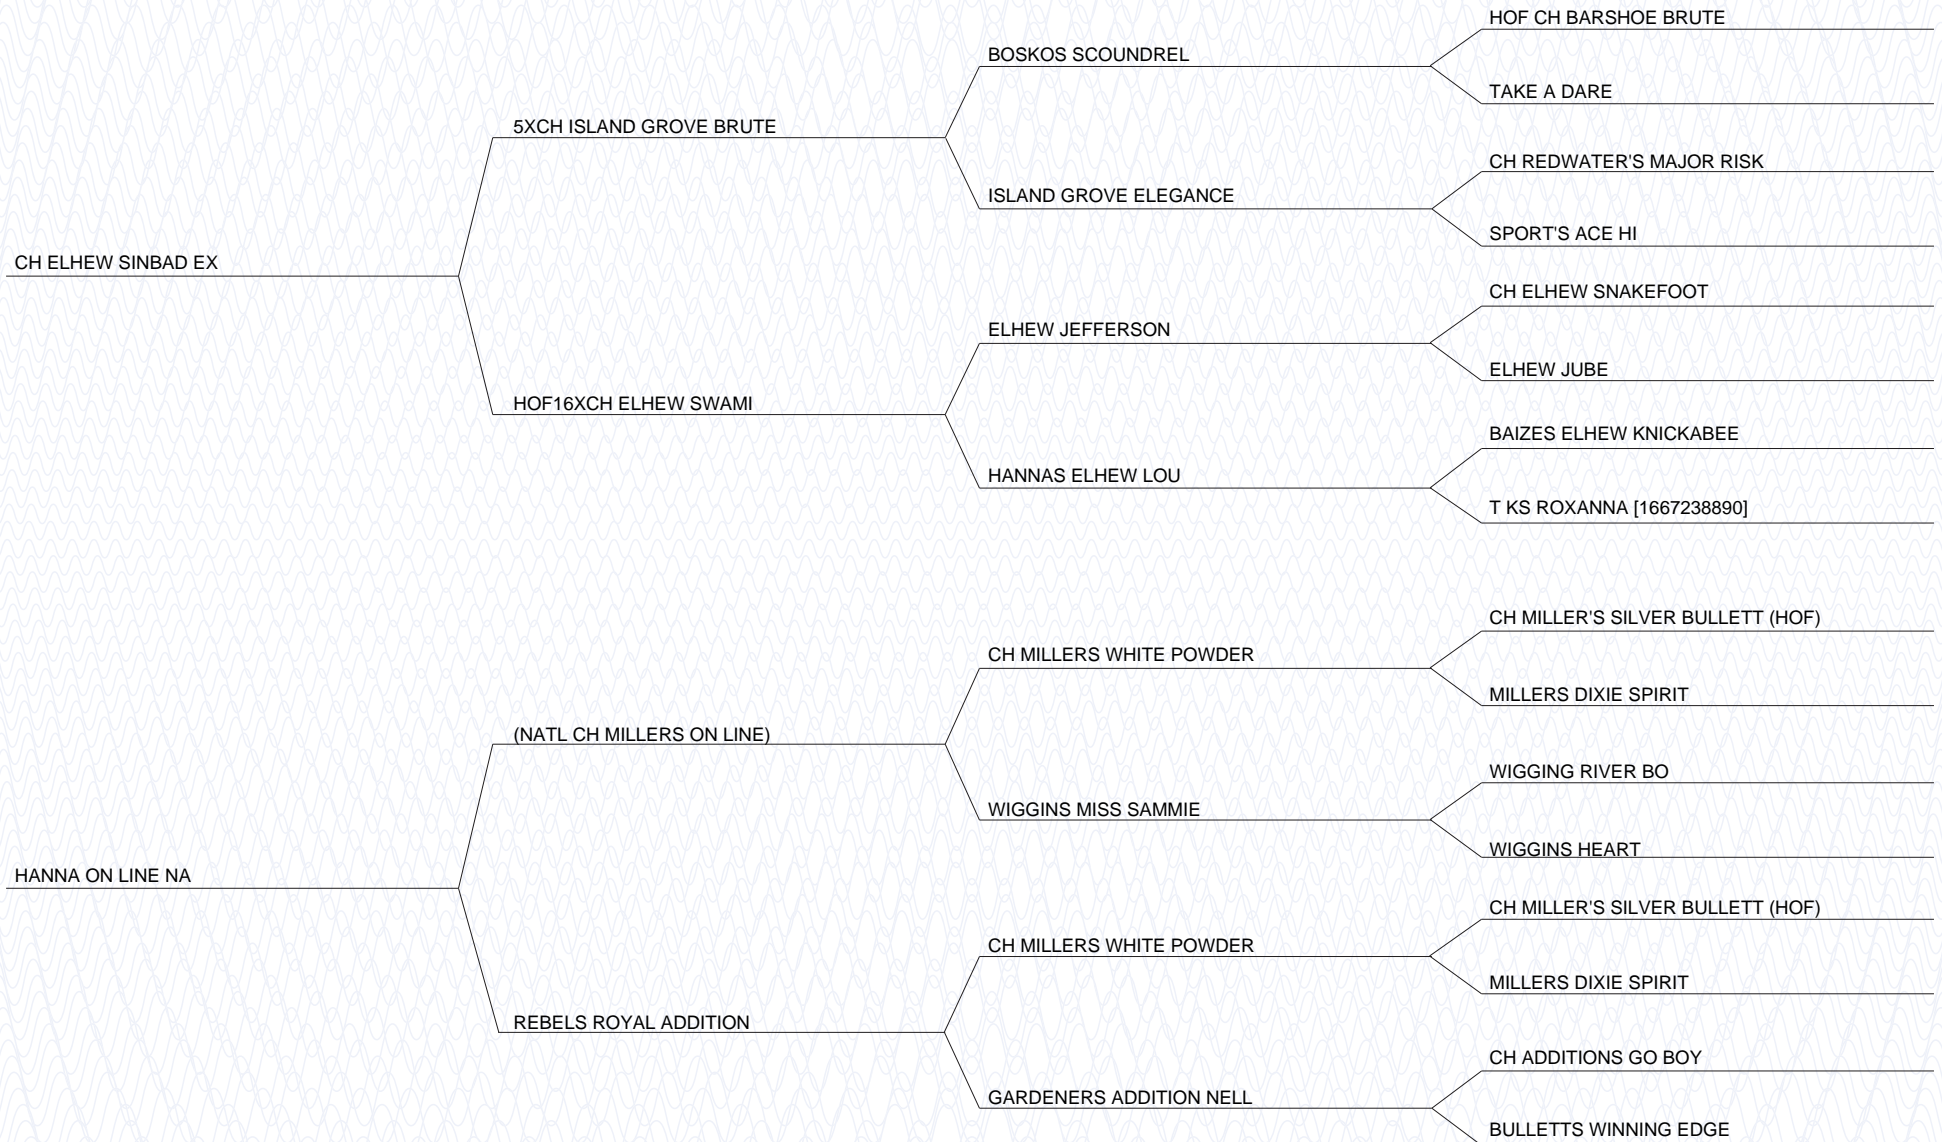 HOF CH BARSHOE BRUTE
BOSKOS SCOUNDREL
TAKE A DARE
5XCH ISLAND GROVE BRUTE
CH REDWATER'S MAJOR RISK
ISLAND GROVE ELEGANCE
SPORT'S ACE HI
CH ELHEW SINBAD EX
CH ELHEW SNAKEFOOT
ELHEW JEFFERSON
ELHEW JUBE
HOF16XCH ELHEW SWAMI
BAIZES ELHEW KNICKABEE
HANNAS ELHEW LOU
T KS ROXANNA [1667238890]
CH MILLER'S SILVER BULLETT (HOF)
CH MILLERS WHITE POWDER
MILLERS DIXIE SPIRIT
(NATL CH MILLERS ON LINE)
WIGGING RIVER BO
WIGGINS MISS SAMMIE
WIGGINS HEART
HANNA ON LINE NA
CH MILLER'S SILVER BULLETT (HOF)
CH MILLERS WHITE POWDER
MILLERS DIXIE SPIRIT
REBELS ROYAL ADDITION
CH ADDITIONS GO BOY
GARDENERS ADDITION NELL
BULLETTS WINNING EDGE